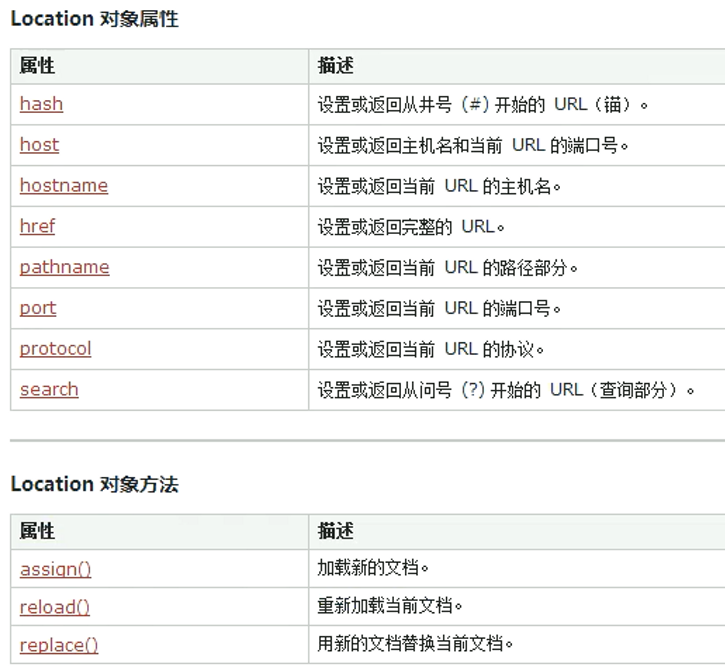 Location 对象属性
属性 描述
hash 设置或返回从井号 (#) 开始的 URL（锚）。
host 设置或返回主机名和当前 URL 的端口号。
hostname 设置或返回当前 URL 的主机名。
href 设置或返回完整的 URL。
pathname 设置或返回当前 URL 的路径部分。
port 设置或返回当前 URL 的端口号。
protocol 设置或返回当前 URL 的协议。
search 设置或返回从问号 (?) 开始的 URL（查询部分）。
Location 对象方法
属性 描述
assign() 加载新的文档。
reload() 重新加载当前文档。
replace() 用新的文档替换当前文档。